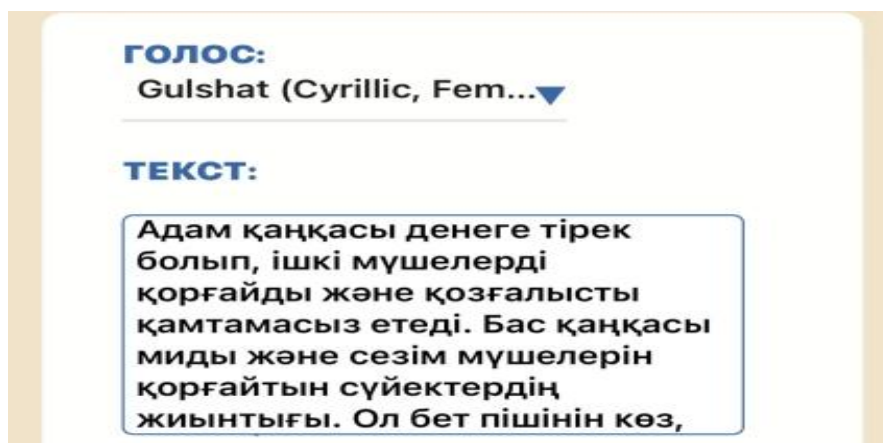 ГОЛОС:
Gulshat (Cyrillic, Fem...
ТЕКСТ:
Адам қаңқасы денеге тірек
болып, ішкі мүшелерді
қорғайды және қозғалысты
қамтамасыз етеді. Бас қаңқасы
миды және сезім мүшелерін
қорғайтын сүйектердің
жиынтығы. Ол бет пішінін көз,